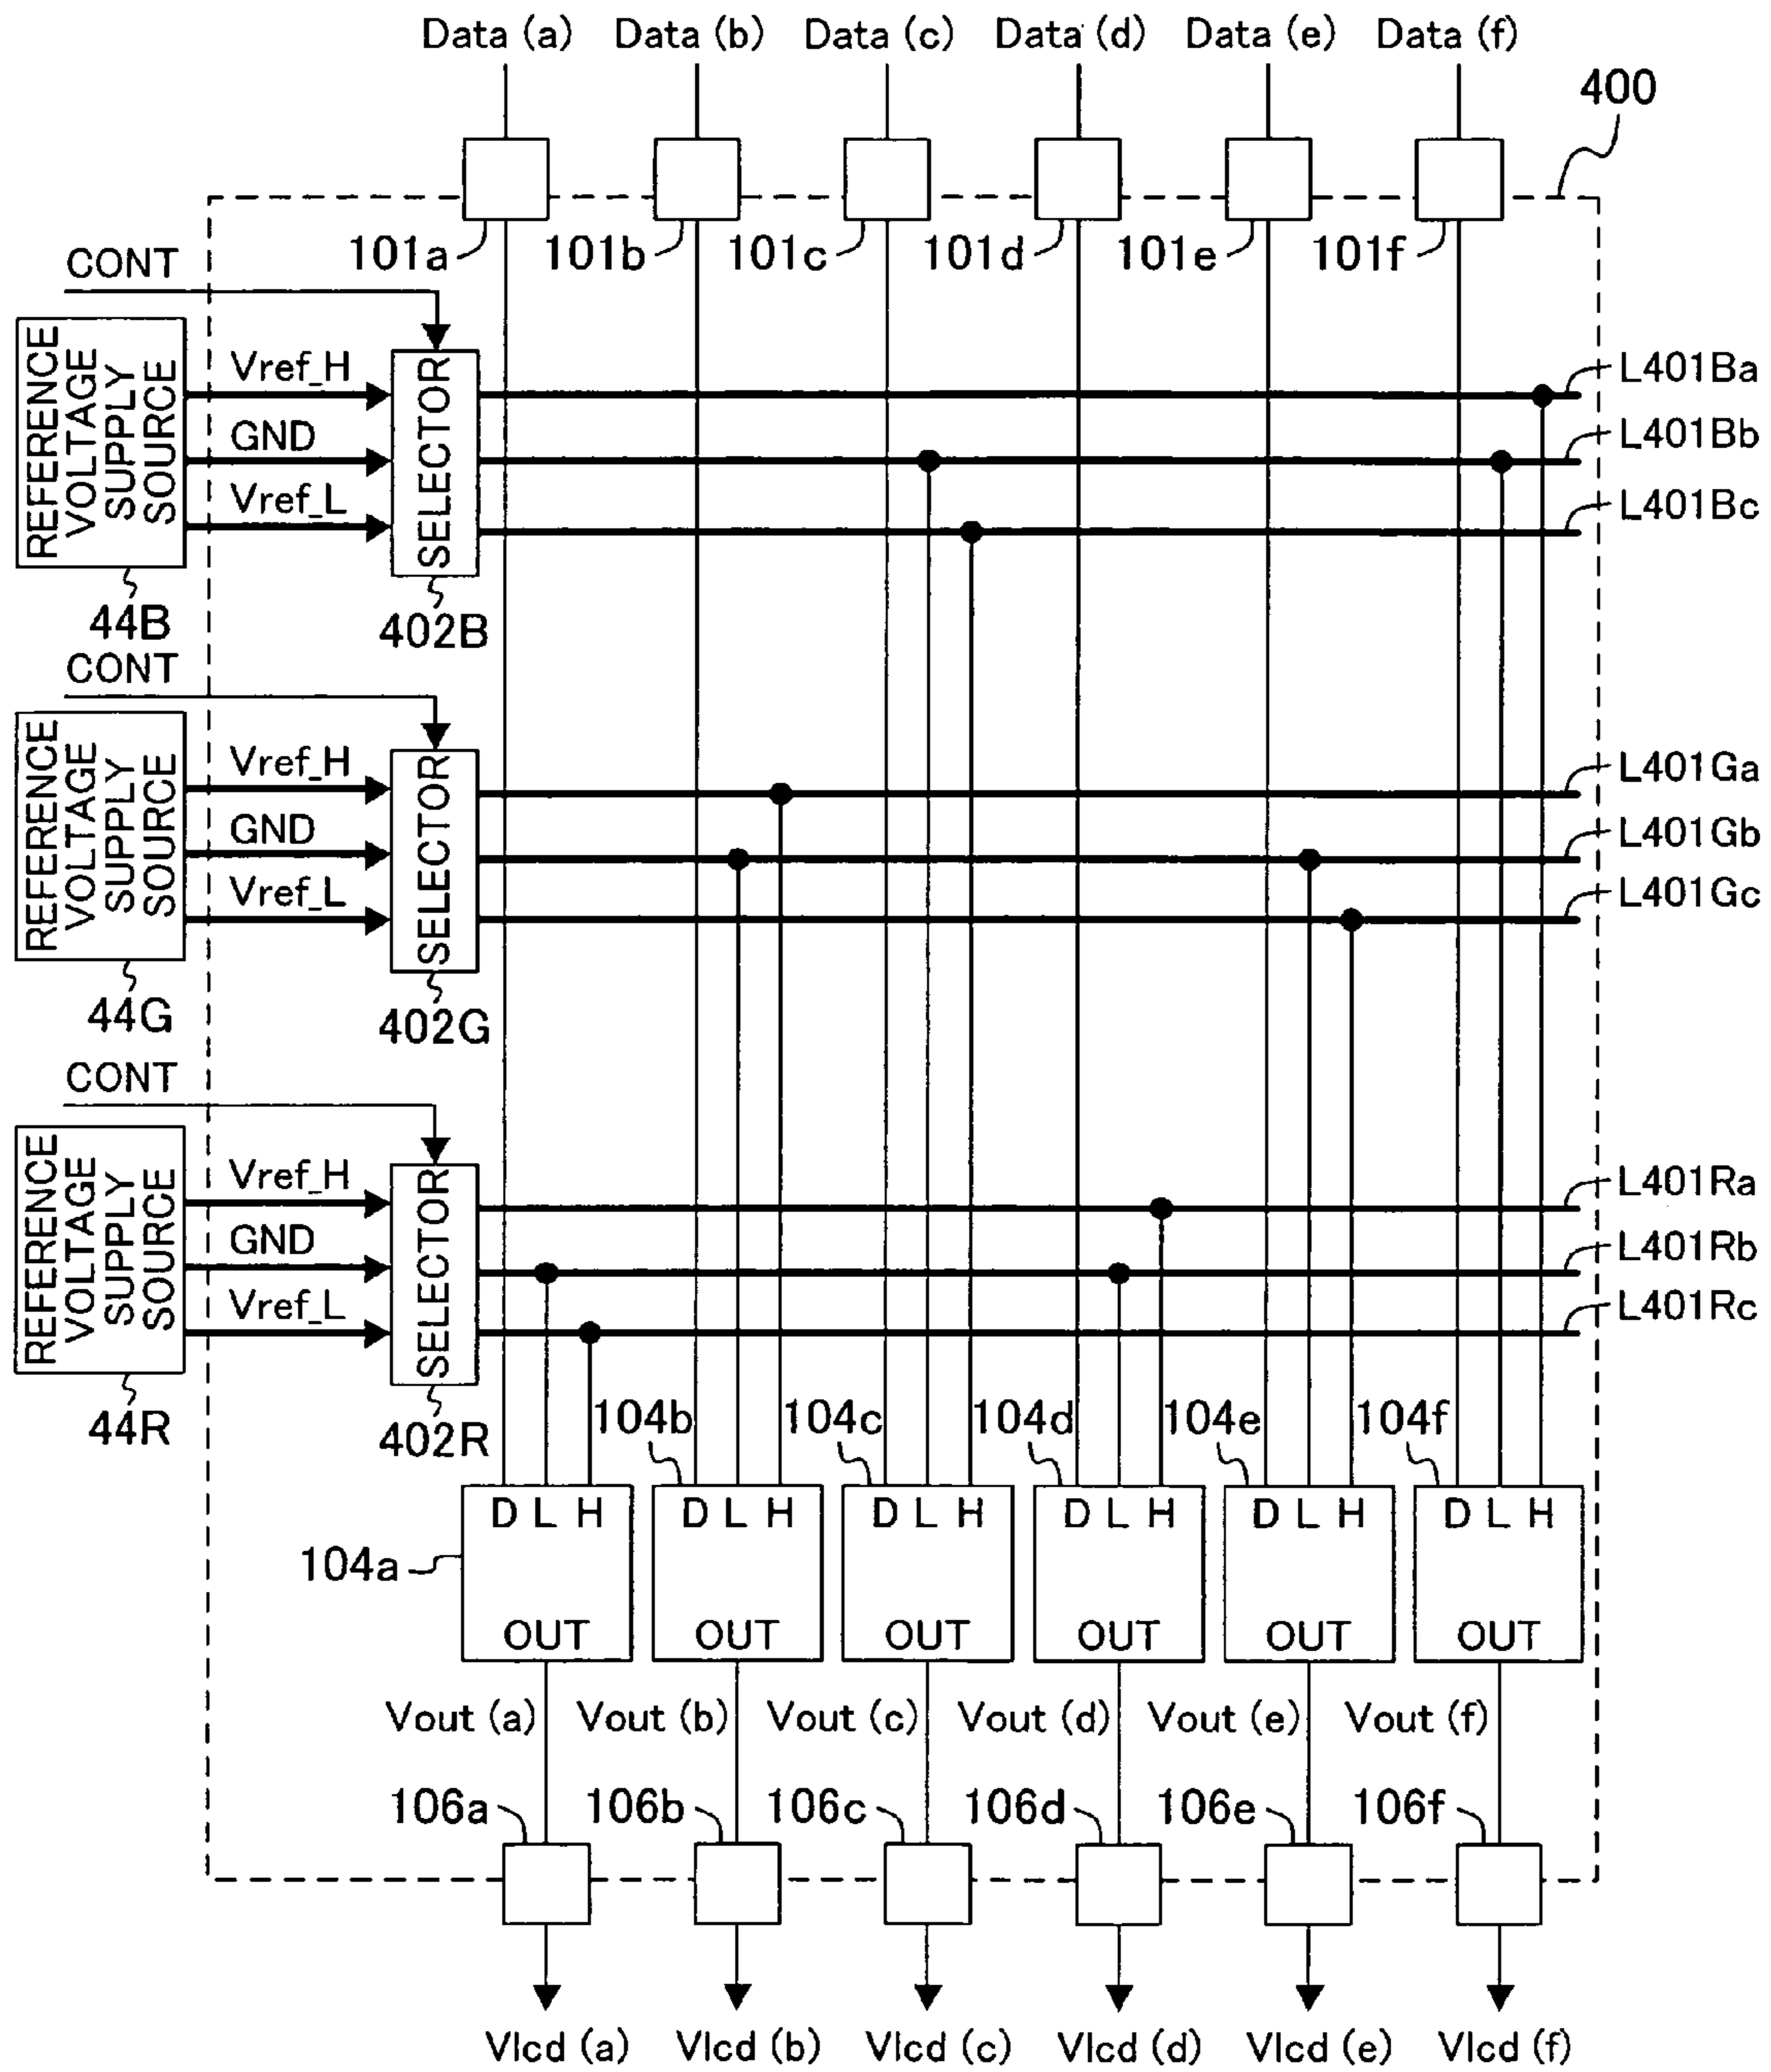 Data (a) Data (b) Data (c) Data (d) Data (e) Data (f)
400
101a 101b 101c 101d 101e 101f
CONT
REFERENCE
VOLTAGE
SUPPLY
SOURCE
Vref_H
GND
Vref_L
SELECTOR
L401Ba
L401Bb
L401Bc
44B
402B
CONT
REFERENCE
VOLTAGE
SUPPLY
SOURCE
Vref_H
GND
Vref_L
SELECTOR
L401Ga
L401Gb
L401Gc
44G
402G
CONT
REFERENCE
VOLTAGE
SUPPLY
SOURCE
Vref_H
GND
Vref_L
SELECTOR
L401Ra
L401Rb
L401Rc
44R
402R
104b 104c 104d 104e 104f
D L H D L H D L H D L H D L H D L H
104a
OUT OUT OUT OUT OUT OUT
Vout (a) Vout (b) Vout (c) Vout (d) Vout (e) Vout (f)
106a 106b 106c 106d 106e 106f
Vlcd (a) Vlcd (b) Vlcd (c) Vlcd (d) Vlcd (e) Vlcd (f)